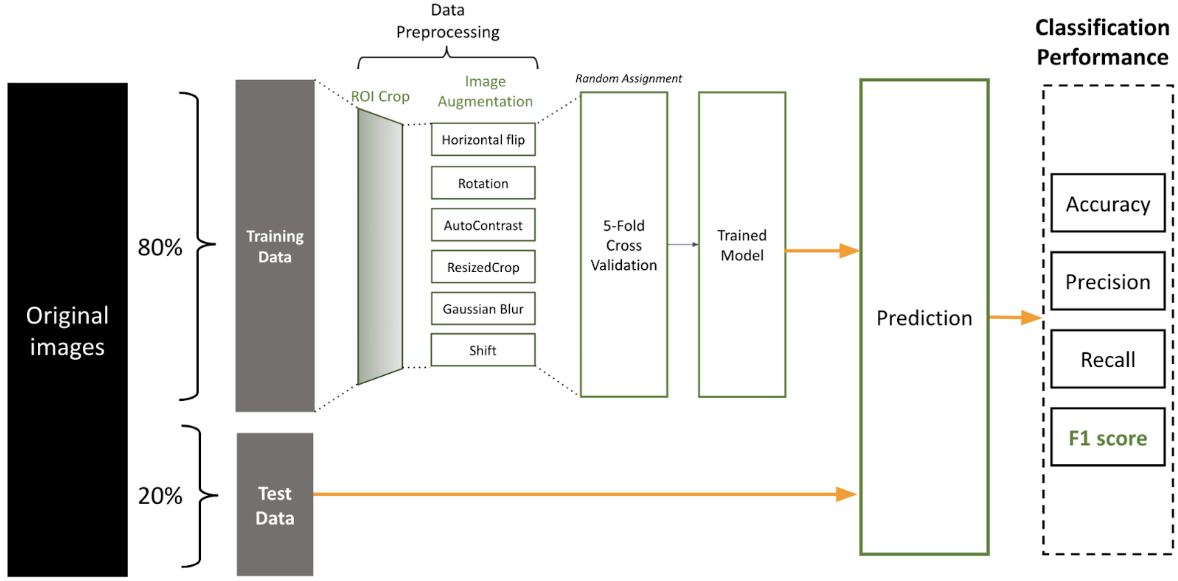 Data
Preprocessing
Classification
Performance
ROI Crop
Image
Augmentation
Random Assignment
Original
images
80%
20%
Training
Data
Test
Data
Horizontal flip
Rotation
AutoContrast
ResizedCrop
Gaussian Blur
Shift
5-Fold
Cross
Validation
Trained
Model
Prediction
Accuracy
Precision
Recall
F1 score